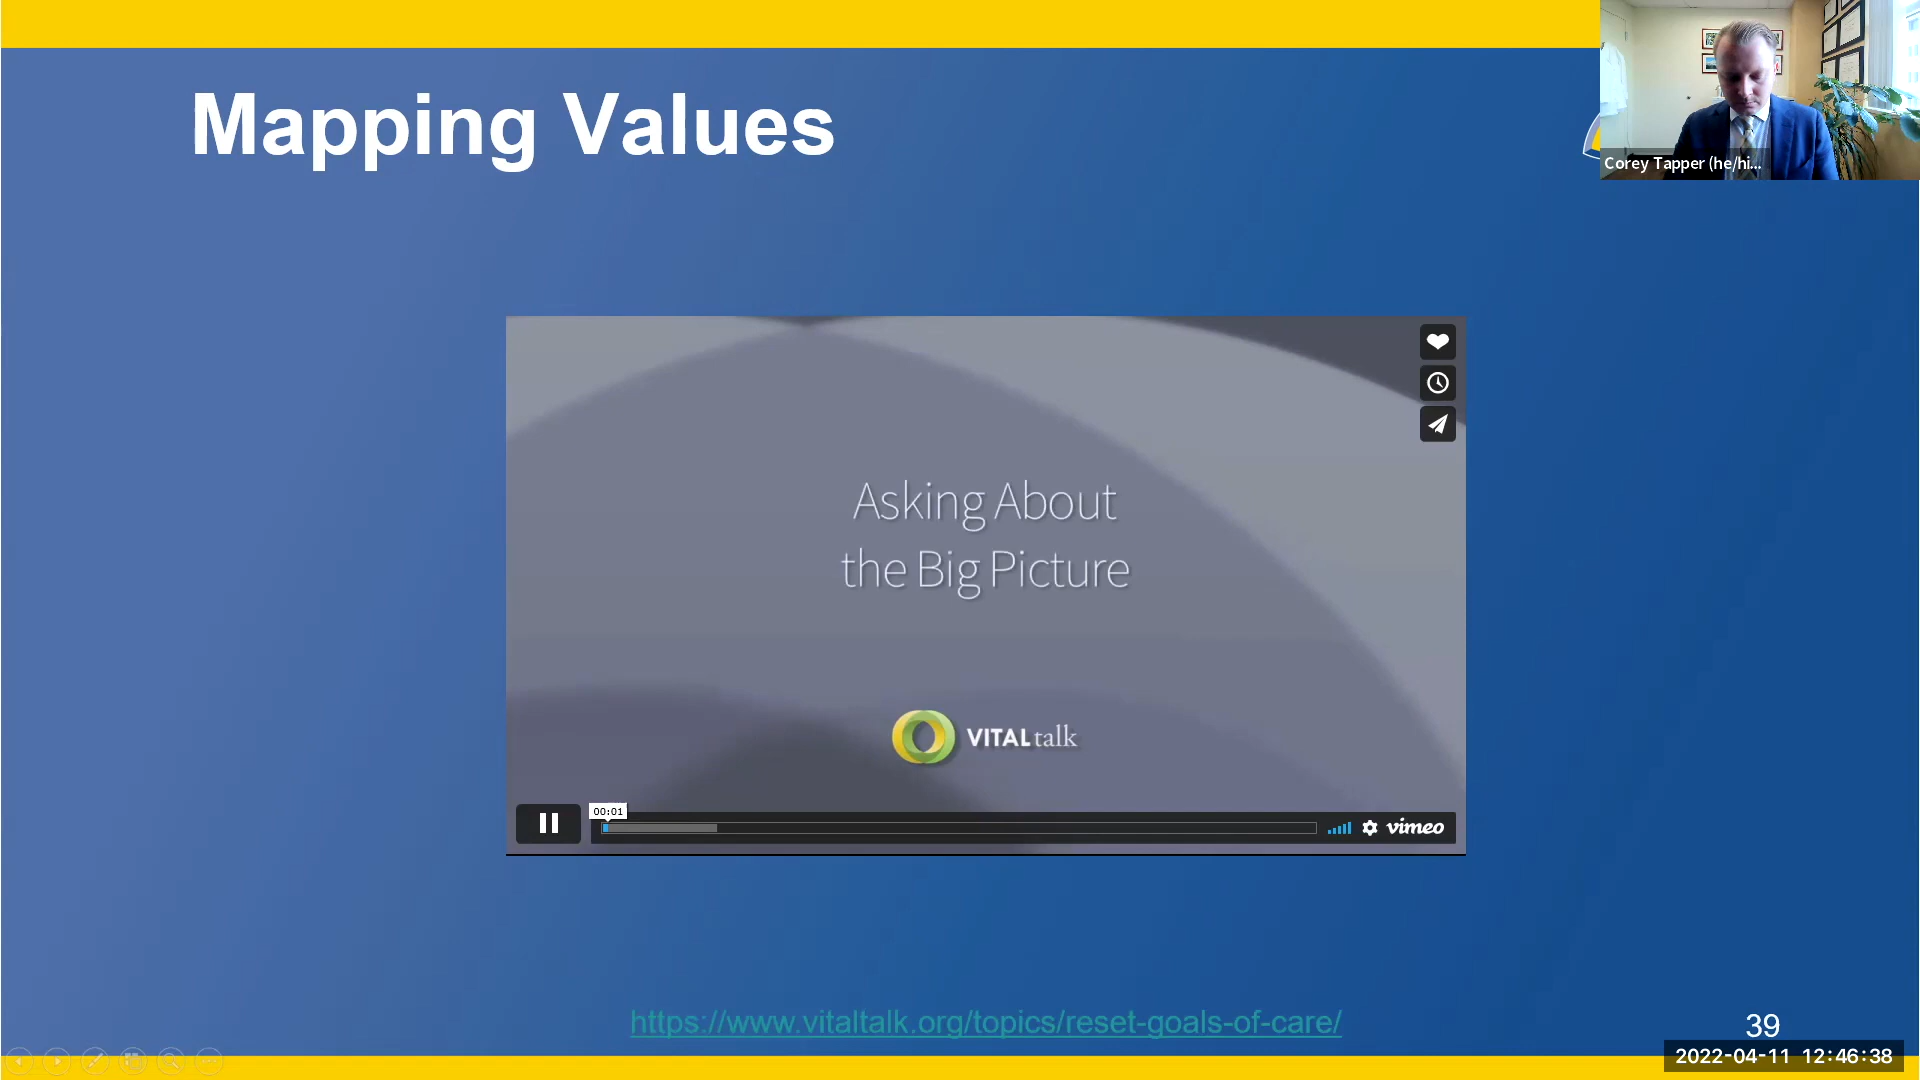 Mapping Values
Corey Tapper (he/hi...
Asking About
the Big Picture
VITALtalk
00:01
vimeo
https://www.vitaltalk.org/topics/reset-goals-of-care/
39
2022-04-11 12:46:38